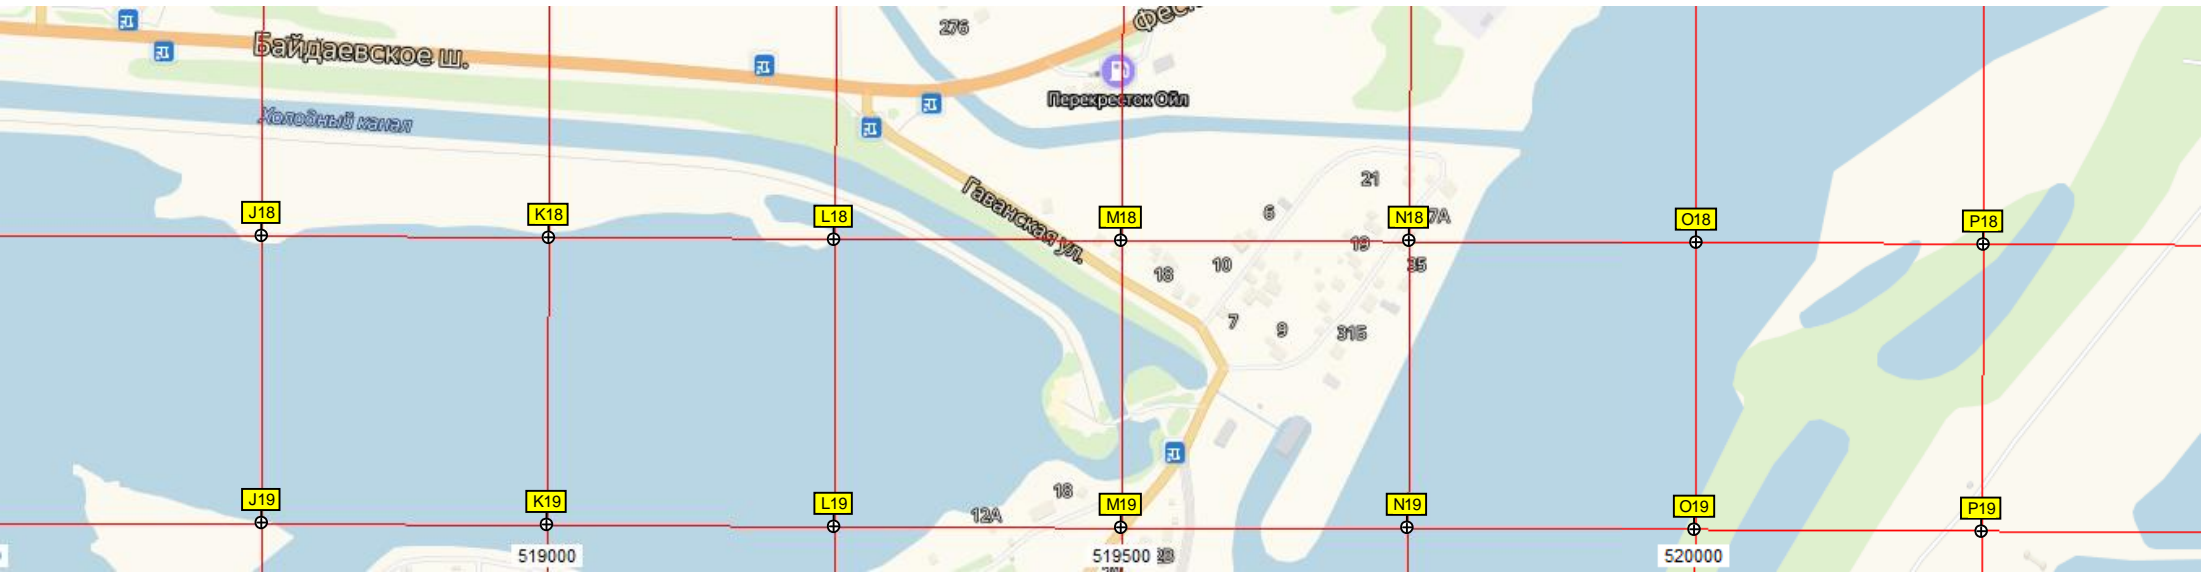 276
Байдаевское ш.
Перекресток Ойл
Холодный канал
Гаванская ул.
21
6
7А
J18
K18
L18
M18
N18
O18
P18
19
18
10
35
7
9
31Б
18
12А
J19
K19
L19
M19
N19
O19
P19
519000
519500
520000